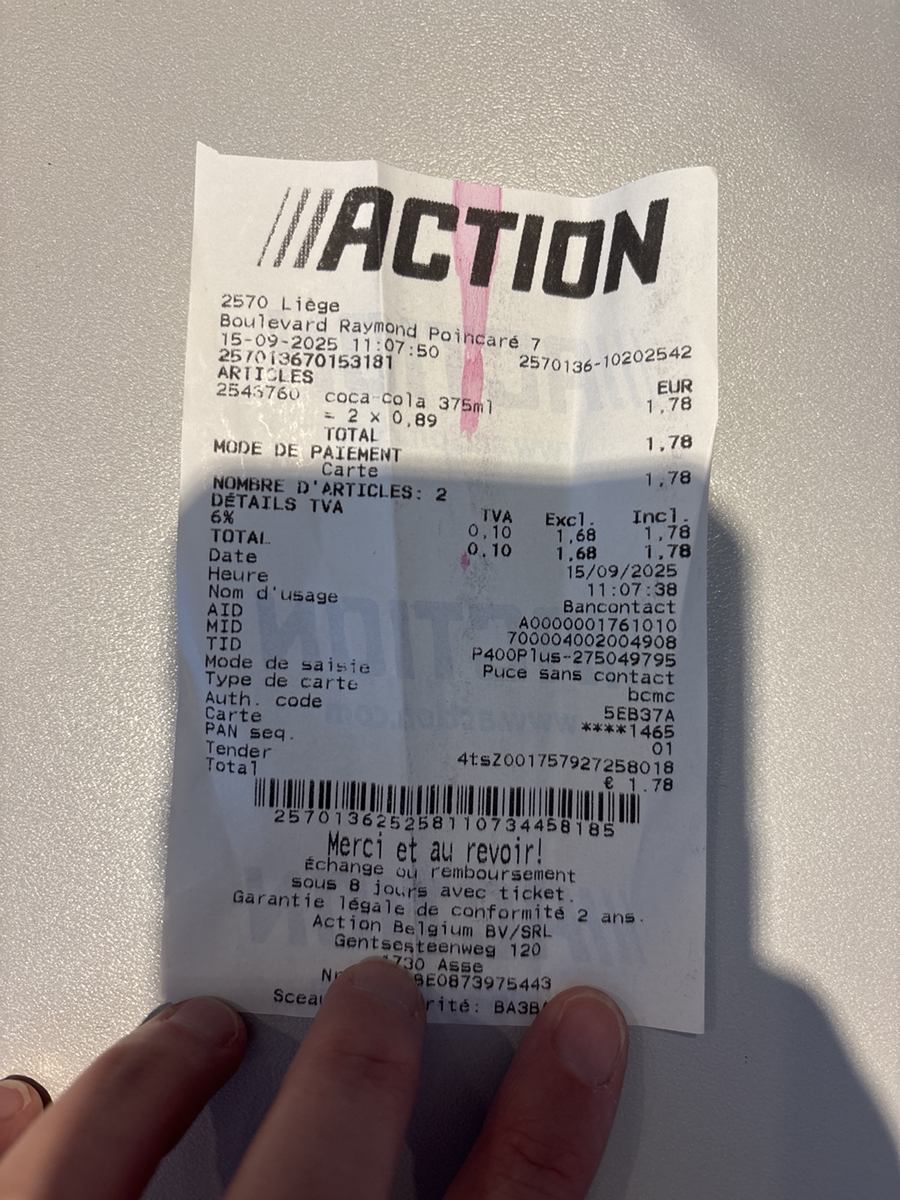 ///ACTION
2570 Liège
Boulevard Raymond Poincaré 7
15-09-2025 11:07:50 2570136-10202542
257013670153181
ARTICLES EUR
2543760 coca-cola 375ml 1,78
= 2 x 0,89
TOTAL 1,78
MODE DE PAIEMENT
Carte 1,78
NOMBRE D'ARTICLES: 2
DÉTAILS TVA TVA Excl. Incl.
6% 0,10 1,68 1,78
TOTAL 0,10 1,68 1,78
Date 15/09/2025
Heure 11:07:38
Nom d'usage Bancontact
AID A0000001761010
MID 700004002004908
TID P400Plus-275049795
Mode de saisie Puce sans contact
Type de carte bcmc
Auth. code 5EB37A
Carte ****1465
PAN seq. 01
Tender 4tsZ001757927258018
Total € 1.78
257013625258110734458185
Merci et au revoir!
Échange ou remboursement
sous 8 jours avec ticket.
Garantie légale de conformité 2 ans.
Action Belgium BV/SRL
Gentsesteenweg 120
1730 Asse
BE0873975443